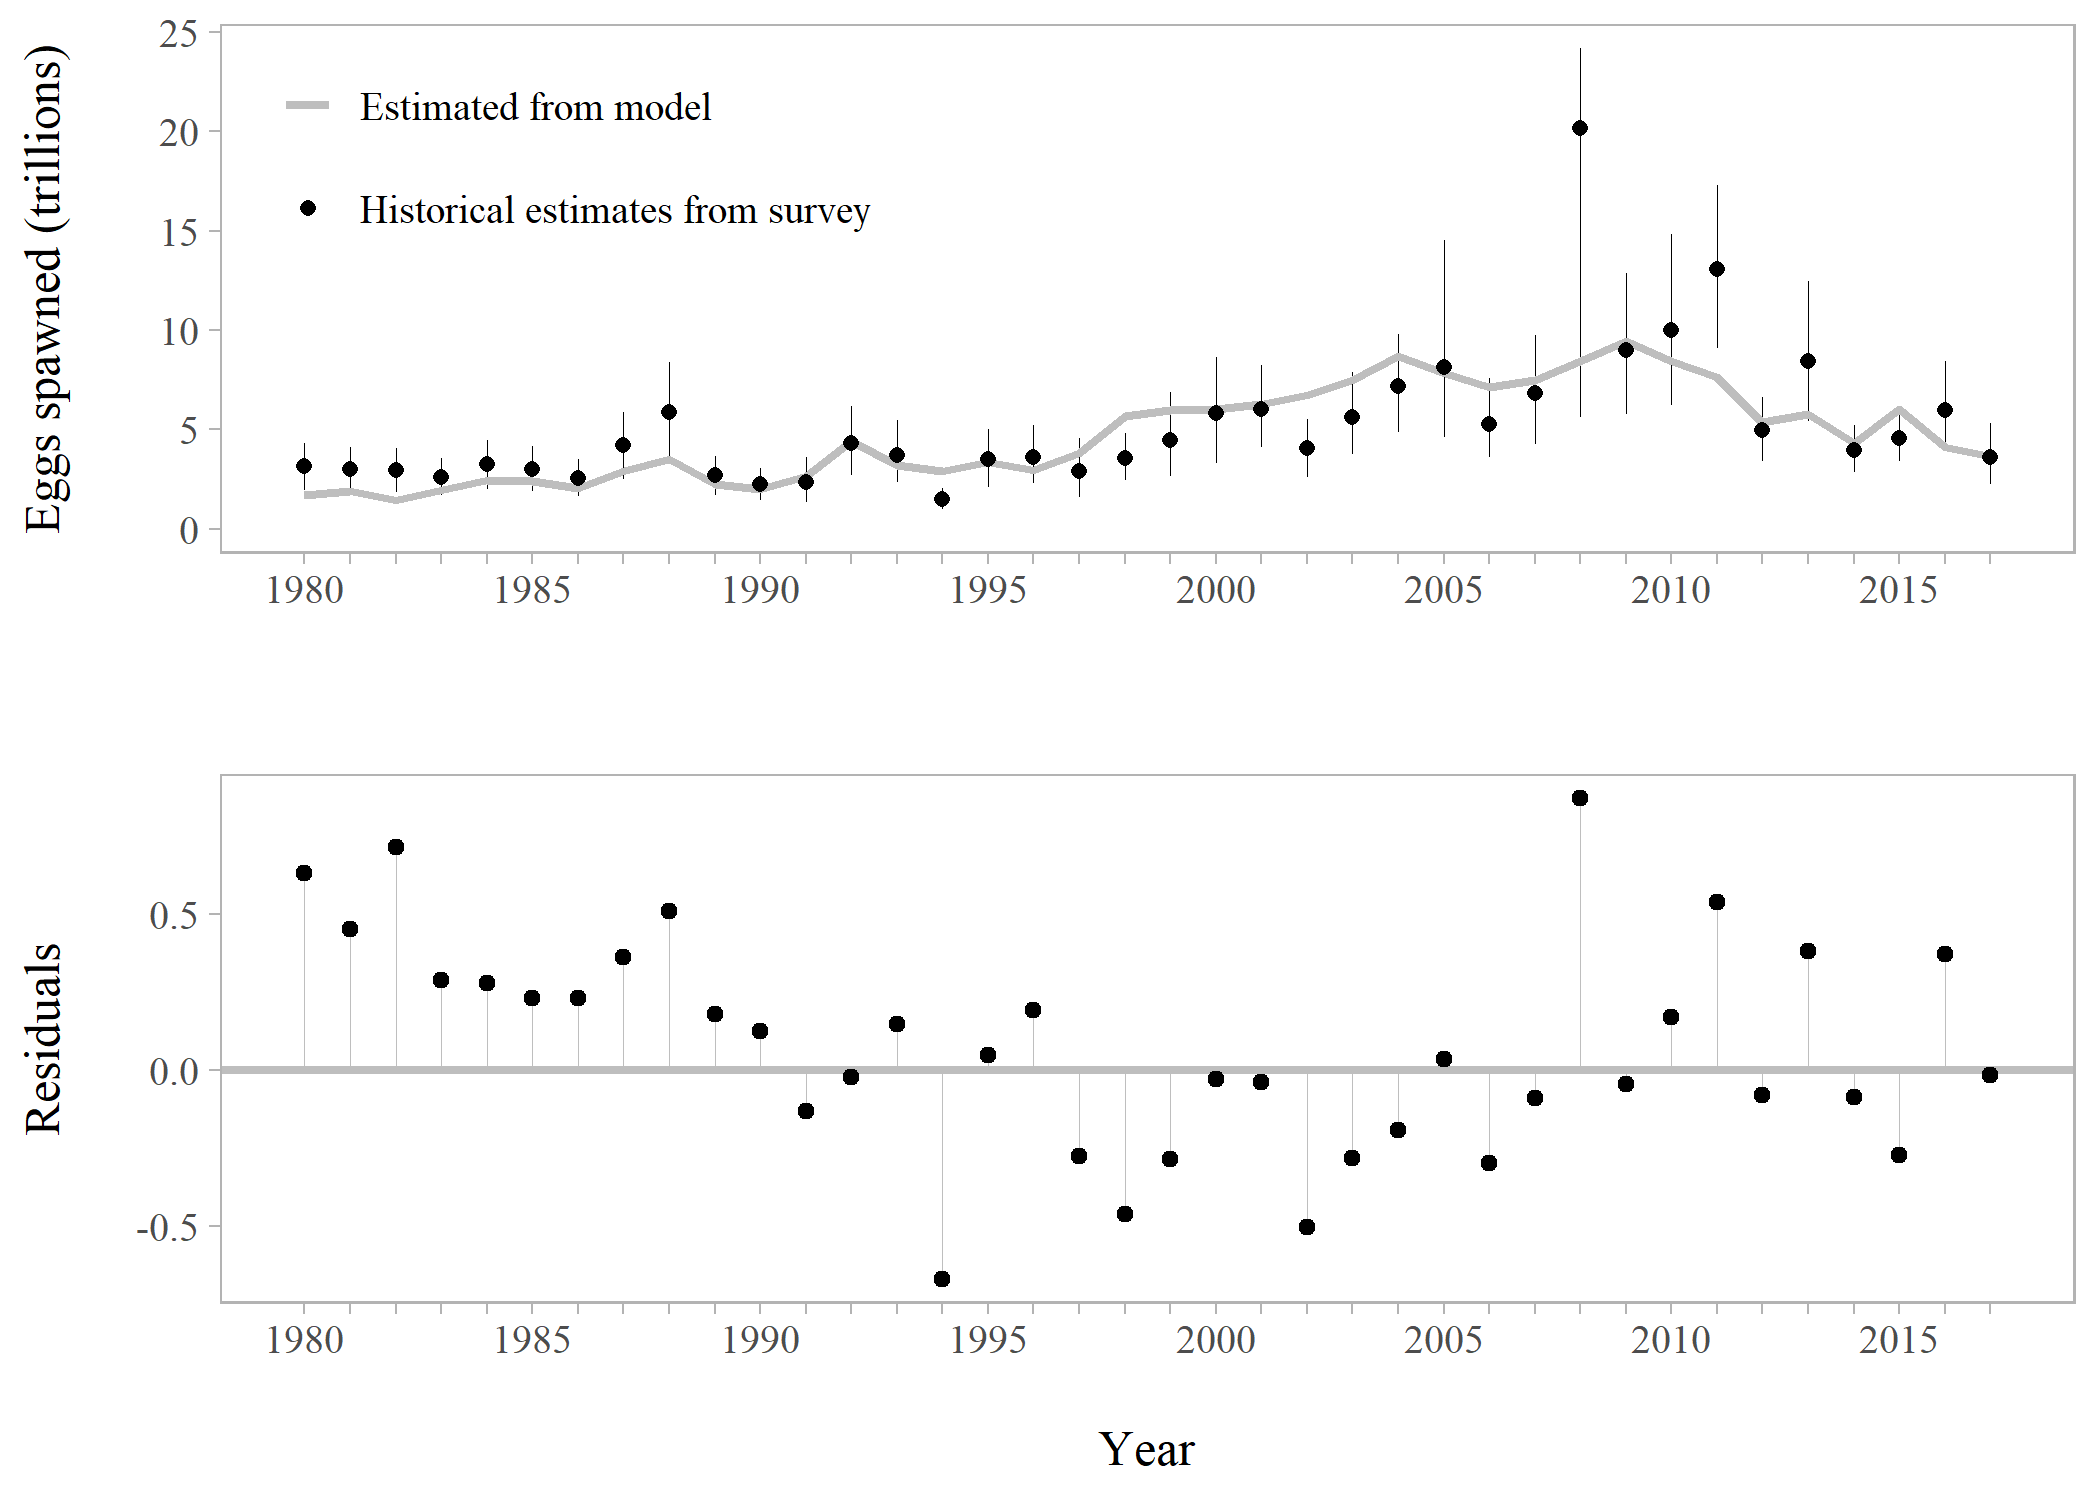 Eggs spawned (trillions)
25
20
15
10
5
0
Estimated from model
Historical estimates from survey
1980 1985 1990 1995 2000 2005 2010 2015
Residuals
0.5
0.0
-0.5
1980 1985 1990 1995 2000 2005 2010 2015
Year